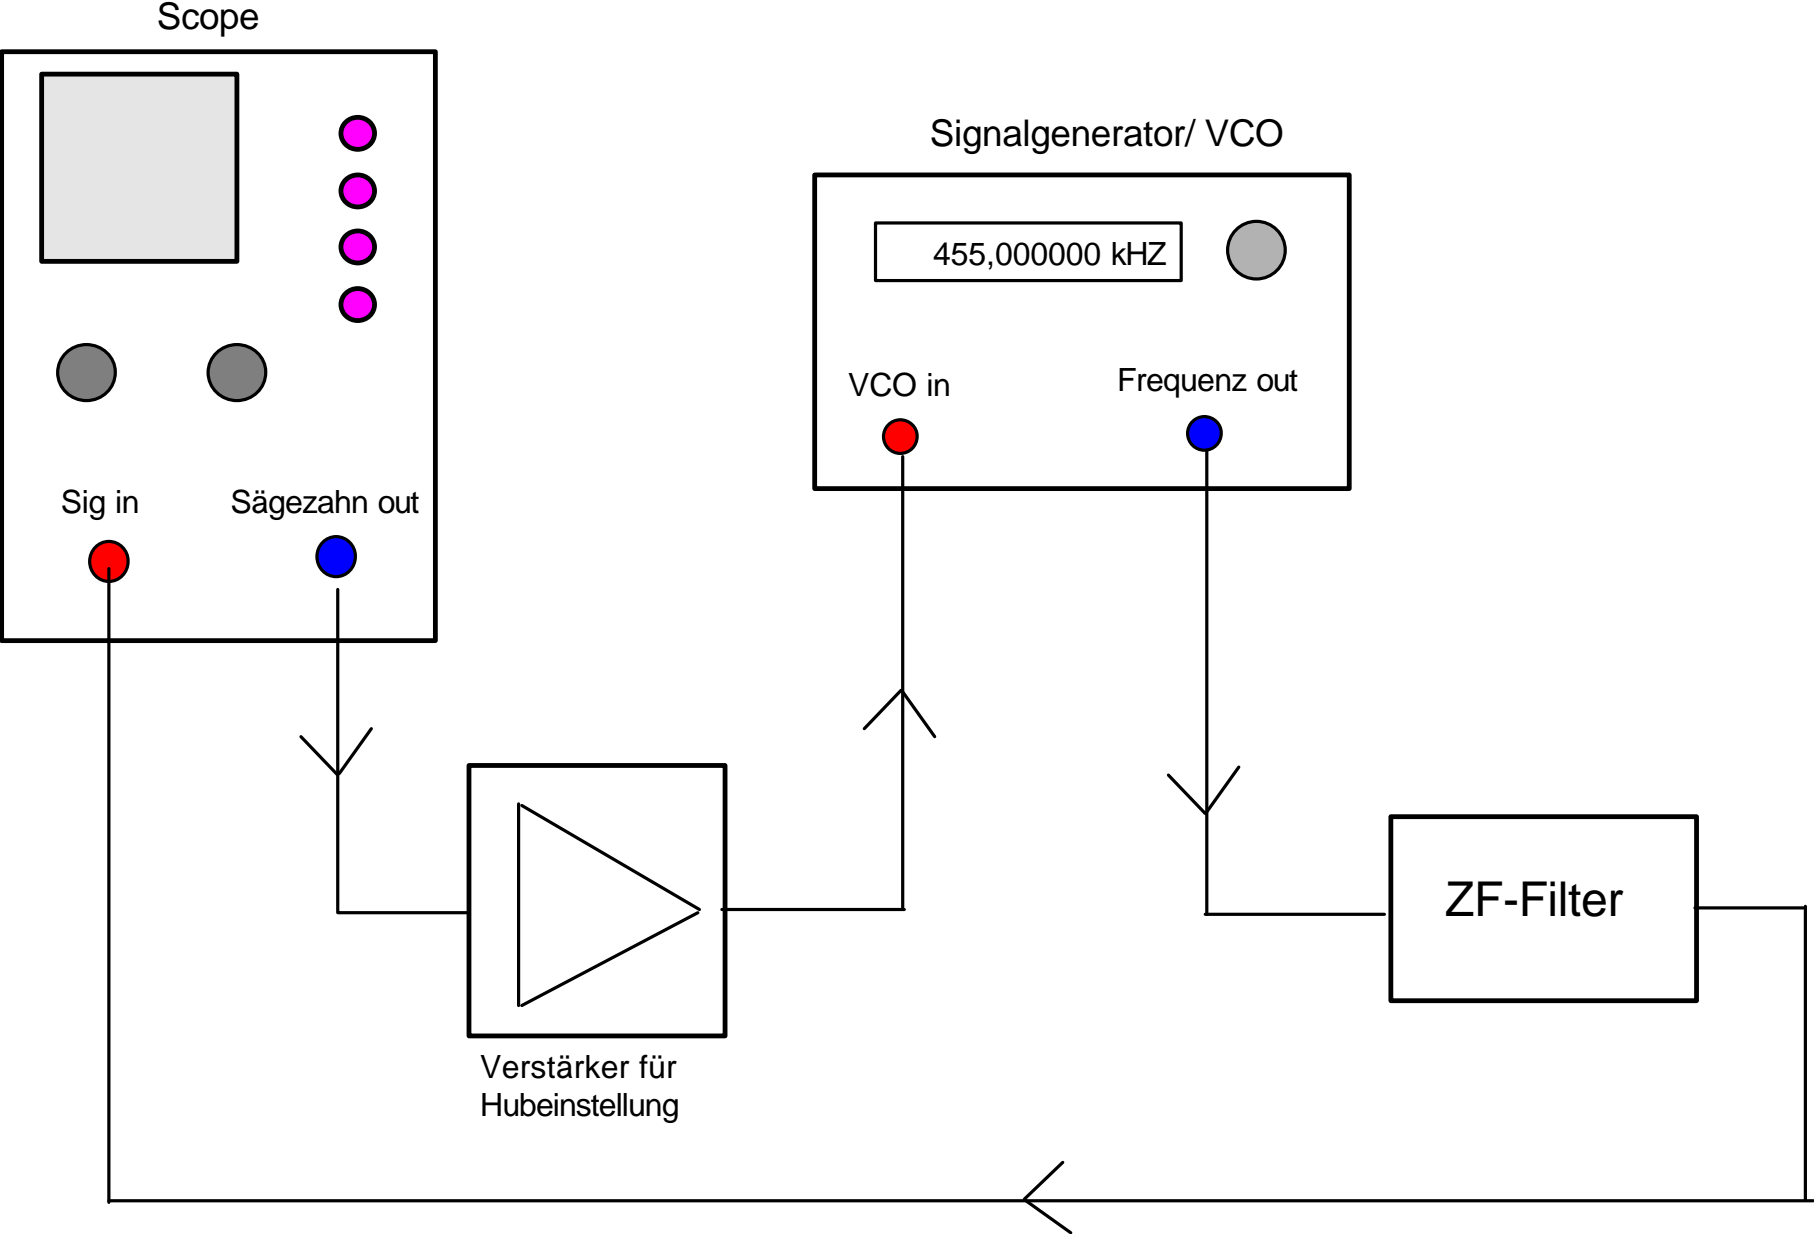 Scope
Signalgenerator/ VCO
455,000000 kHZ
VCO in
Frequenz out
Sig in
Sägezahn out
ZF-Filter
Verstärker für
Hubeinstellung